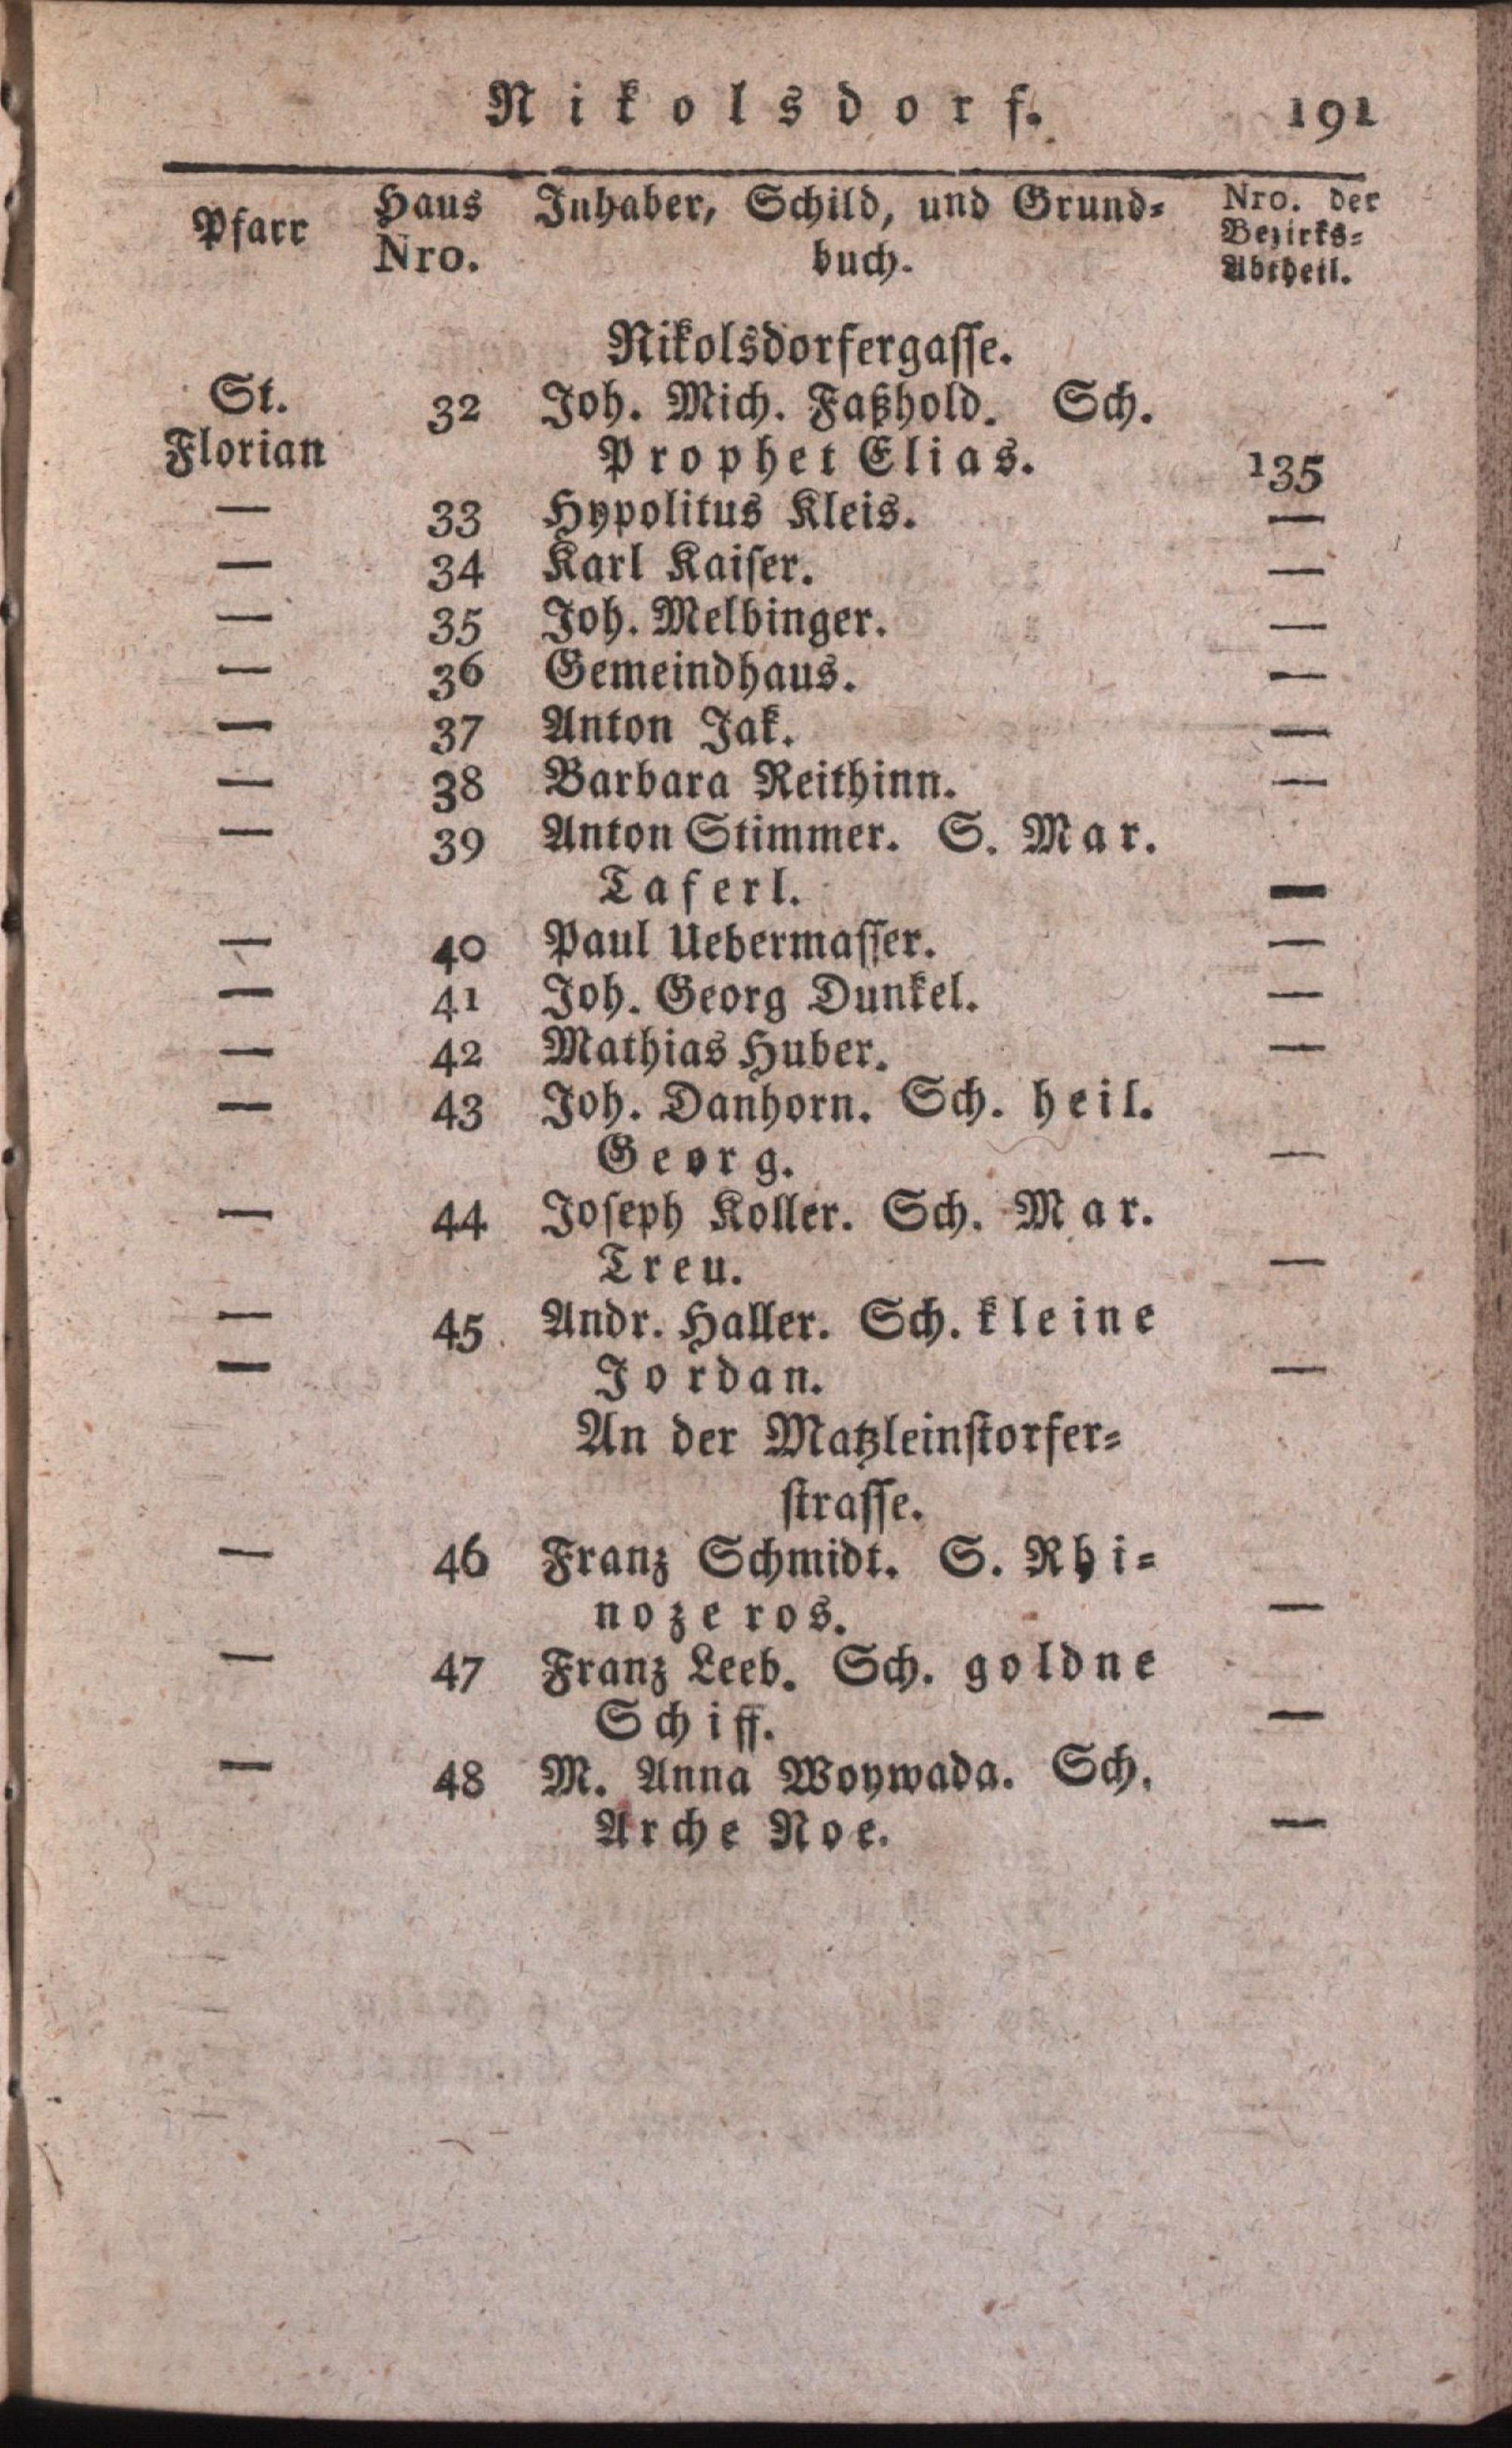 Nikolsdorf. 191
Pfarr Haus Nro. Inhaber, Schild, und Grund=buch. Nro. der Bezirks=Abtheil.
Nikolsdorfergasse.
St. 32 Joh. Mich. Faßhold. Sch.
Florian Prophet Elias. 135
— 33 Hypolitus Kleis. —
— 34 Karl Kaiser. —
— 35 Joh. Melbinger. —
— 36 Gemeindhaus. —
— 37 Anton Jak. —
— 38 Barbara Reithinn. —
— 39 Anton Stimmer. S. Mar.
Taferl. —
— 40 Paul Uebermasser. —
— 41 Joh. Georg Dunkel. —
— 42 Mathias Huber. —
— 43 Joh. Danhorn. Sch. heil.
Georg. —
— 44 Joseph Koller. Sch. Mar.
Treu. —
— 45 Andr. Haller. Sch. kleine
— Jordan. —
An der Matzleinstorfer=
strasse.
— 46 Franz Schmidt. S. Rhi=
nozeros. —
— 47 Franz Leeb. Sch. goldne
Schiff. —
— 48 M. Anna Woywada. Sch.
Arche Noe. —